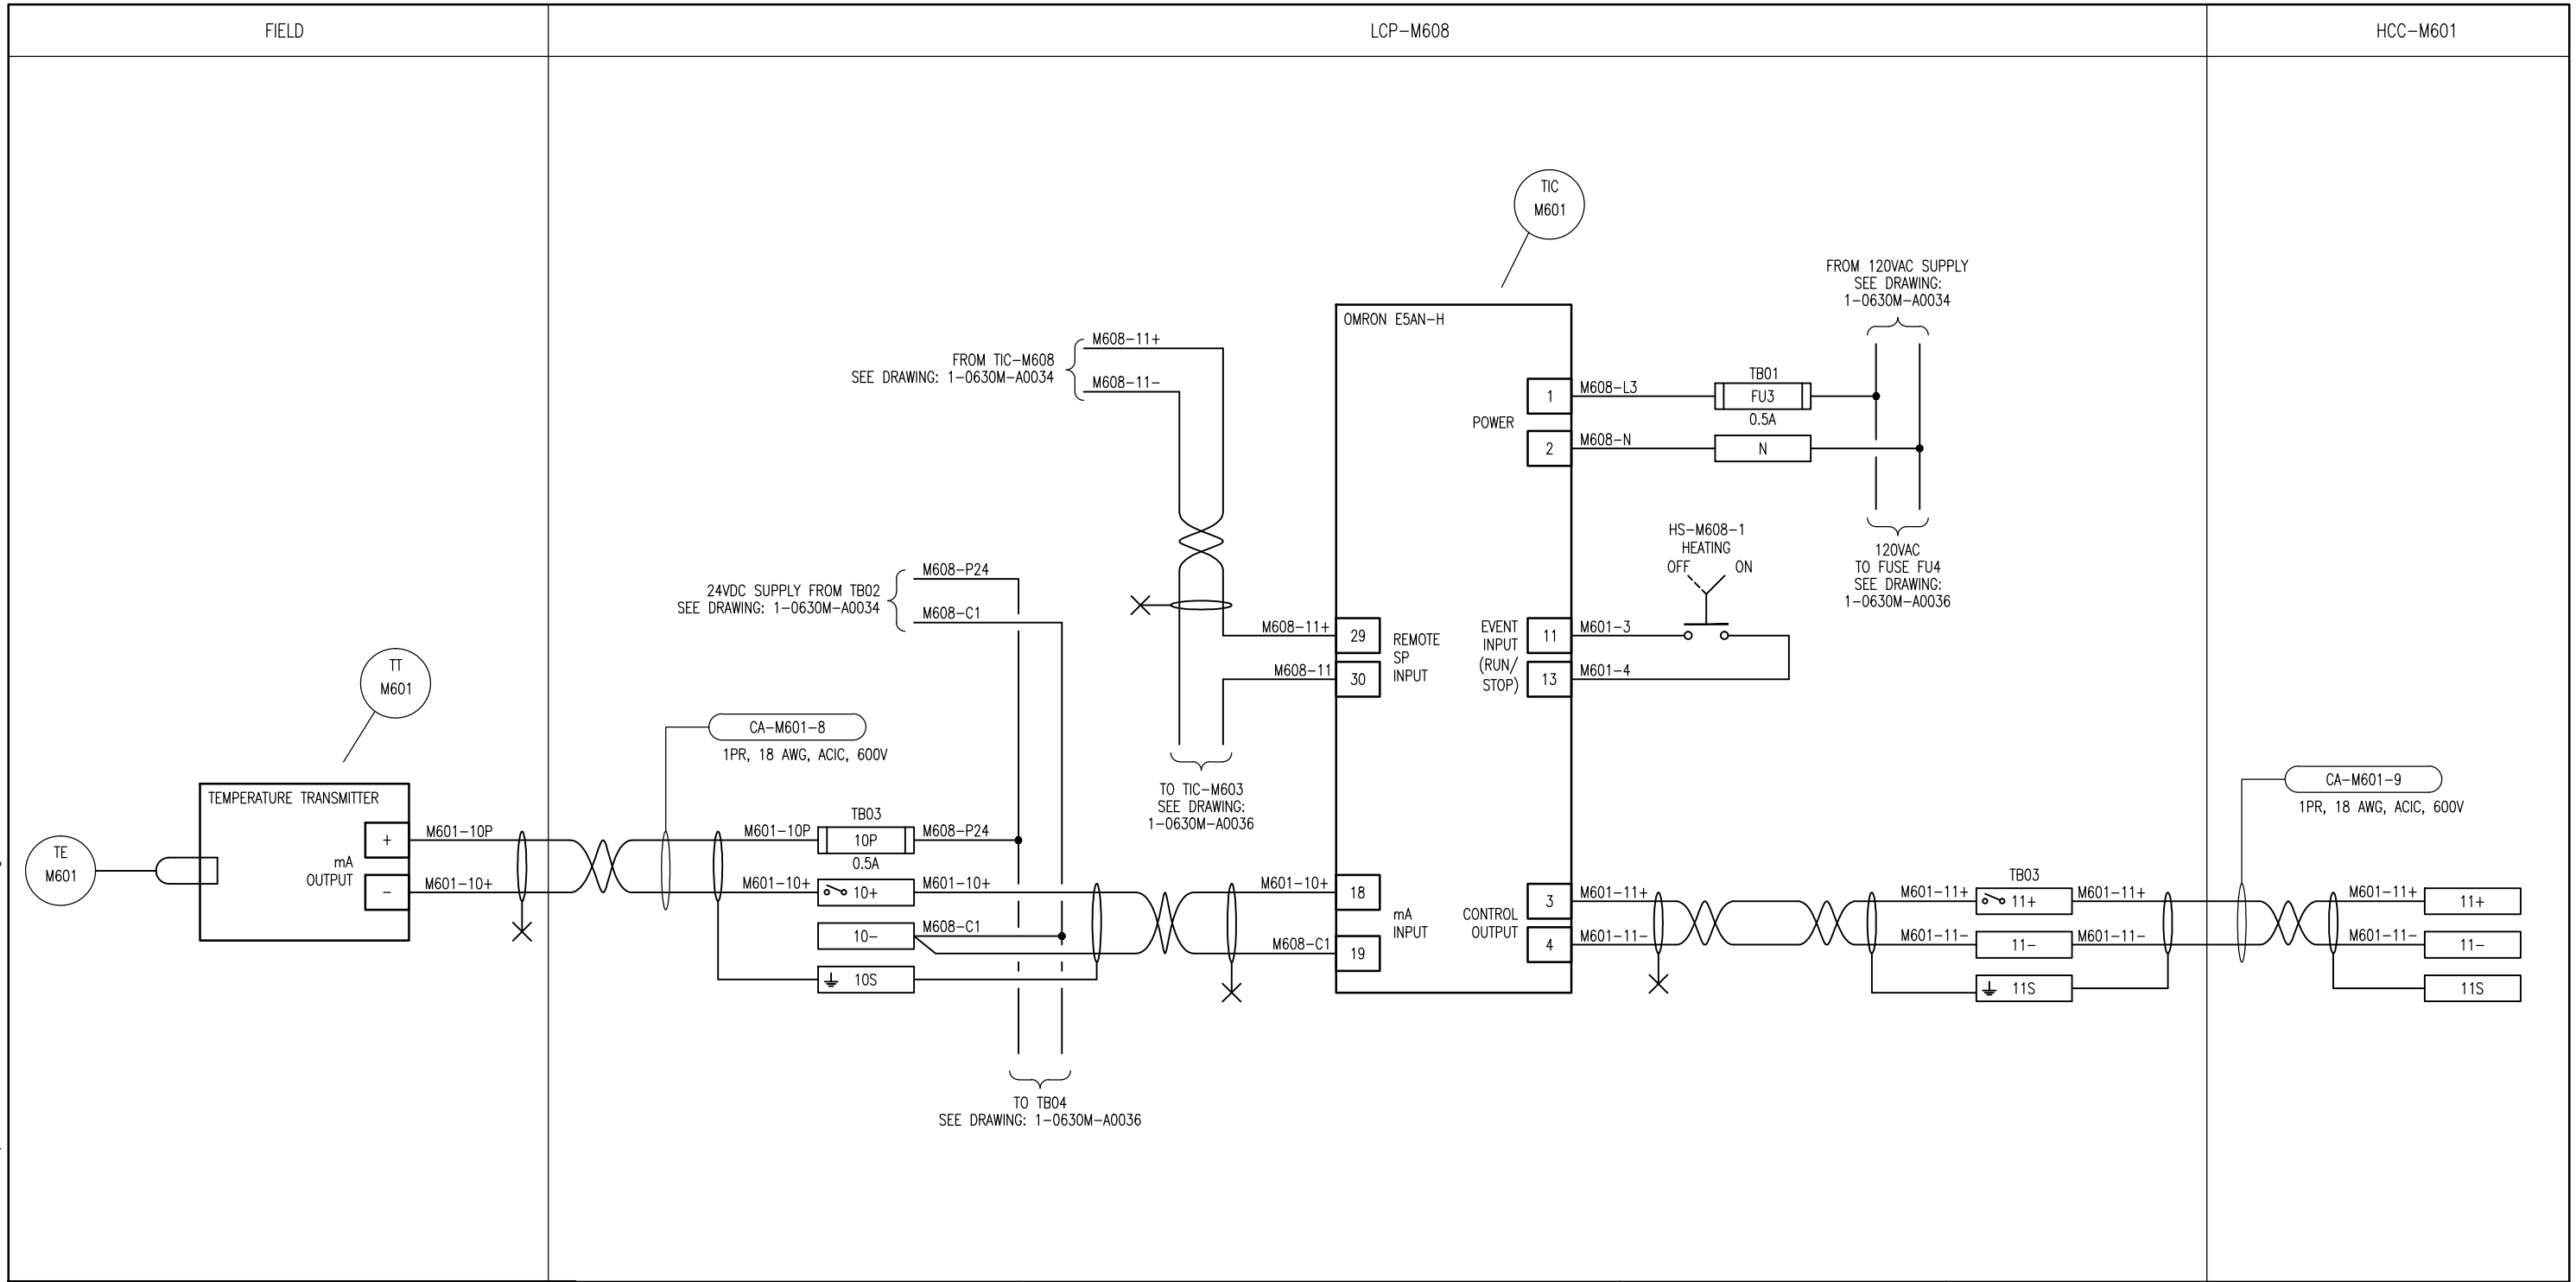 FIELD
LCP-M608
HCC-M601
TIC
M601
FROM 120VAC SUPPLY
SEE DRAWING:
1-0630M-A0034
OMRON E5AN-H
M608-11+
FROM TIC-M608
SEE DRAWING: 1-0630M-A0034
M608-11-
1
M608-L3
TB01
FU3
0.5A
POWER
2
M608-N
N
HS-M608-1
HEATING
OFF
ON
120VAC
TO FUSE FU4
SEE DRAWING:
1-0630M-A0036
M608-P24
24VDC SUPPLY FROM TB02
SEE DRAWING: 1-0630M-A0034
M608-C1
M608-11+
29
REMOTE
SP
INPUT
M608-11
30
EVENT
INPUT
(RUN/
STOP)
11
M601-3
13
M601-4
TT
M601
CA-M601-8
1PR, 18 AWG, ACIC, 600V
TO TIC-M603
SEE DRAWING:
1-0630M-A0036
CA-M601-9
1PR, 18 AWG, ACIC, 600V
TEMPERATURE TRANSMITTER
TE
M601
mA
OUTPUT
+
M601-10P
-
M601-10+
M601-10P
TB03
10P
0.5A
M608-P24
M601-10+
10+
M601-10+
10-
M608-C1
10S
M601-10+
18
mA
INPUT
M608-C1
19
CONTROL
OUTPUT
3
M601-11+
4
M601-11-
TB03
M601-11+
11+
M601-11+
M601-11-
11-
M601-11-
11S
M601-11+
11+
M601-11-
11-
11S
TO TB04
SEE DRAWING: 1-0630M-A0036